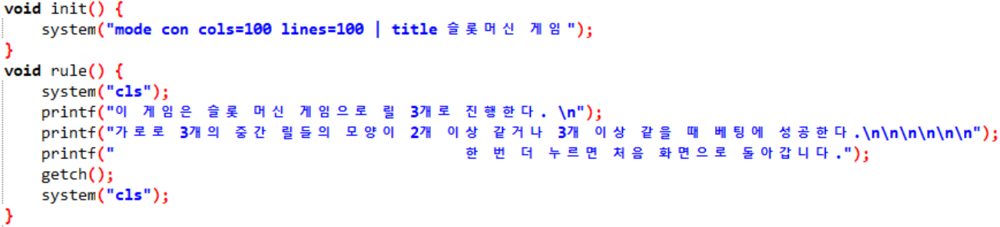 void init() {
    system("mode con cols=100 lines=100 | title 슬롯머신 게임");
}
void rule() {
    system("cls");
    printf("이 게임은 슬롯 머신 게임으로 릴 3개로 진행한다. \n");
    printf("가로로 3개의 중간 릴들의 모양이 2개 이상 같거나 3개 이상 같을 때 베팅에 성공한다.\n\n\n\n\n\n");
    printf("                                        한 번 더 누르면 처음 화면으로 돌아갑니다.");
    getch();
    system("cls");
}